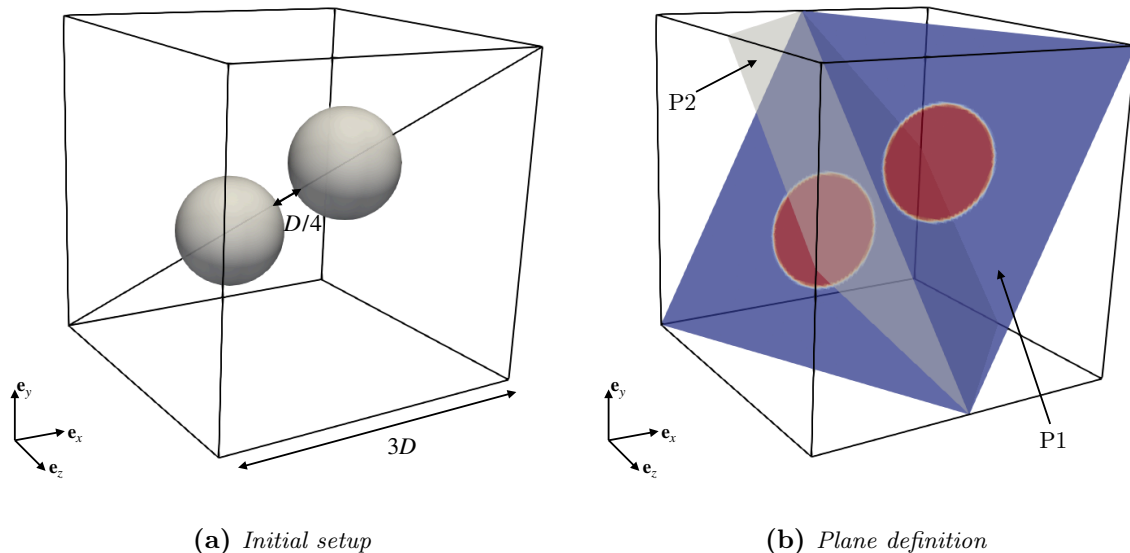 D/4
e_y
e_x
e_z
3D
(a) Initial setup
P2
P1
e_y
e_x
e_z
(b) Plane definition